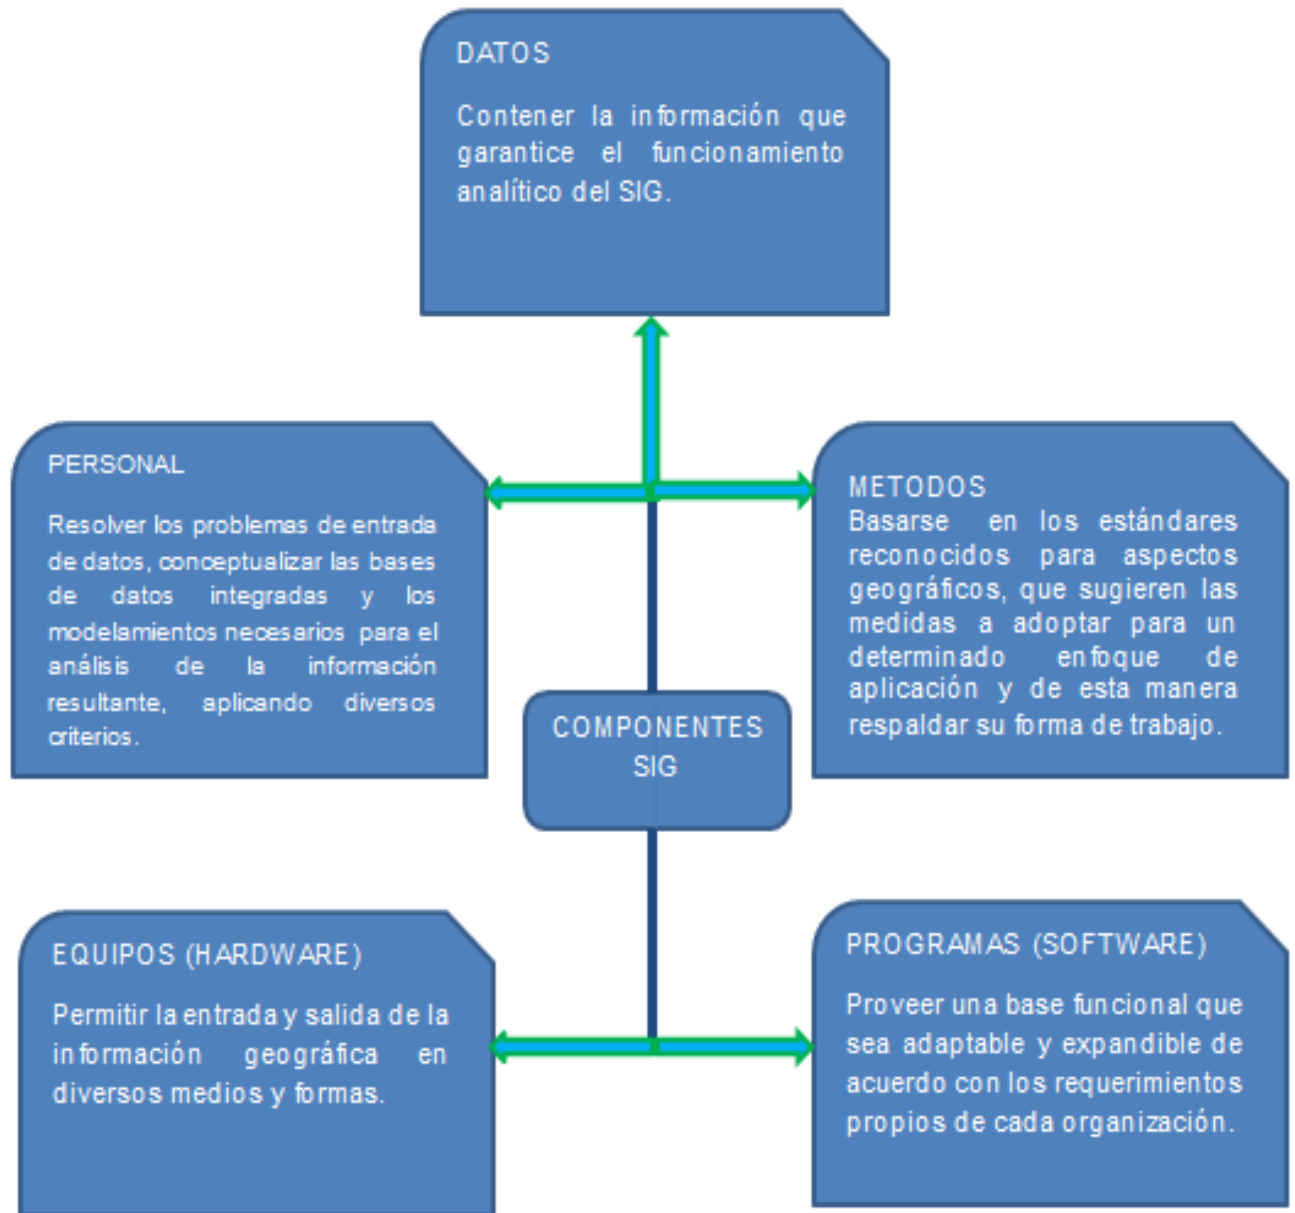 DATOS
Contener la información que
garantice el funcionamiento
analítico del SIG.
PERSONAL
Resolver los problemas de entrada
de datos, conceptualizar las bases
de datos integradas y los
modelamientos necesarios para el
análisis de la información
resultante, aplicando diversos
criterios.
METODOS
Basarse en los estándares
reconocidos para aspectos
geográficos, que sugieren las
medidas a adoptar para un
determinado enfoque de
aplicación y de esta manera
respaldar su forma de trabajo.
COMPONENTES
SIG
EQUIPOS (HARDWARE)
Permitir la entrada y salida de la
información geográfica en
diversos medios y formas.
PROGRAMAS (SOFTWARE)
Proveer una base funcional que
sea adaptable y expandible de
acuerdo con los requerimientos
propios de cada organización.